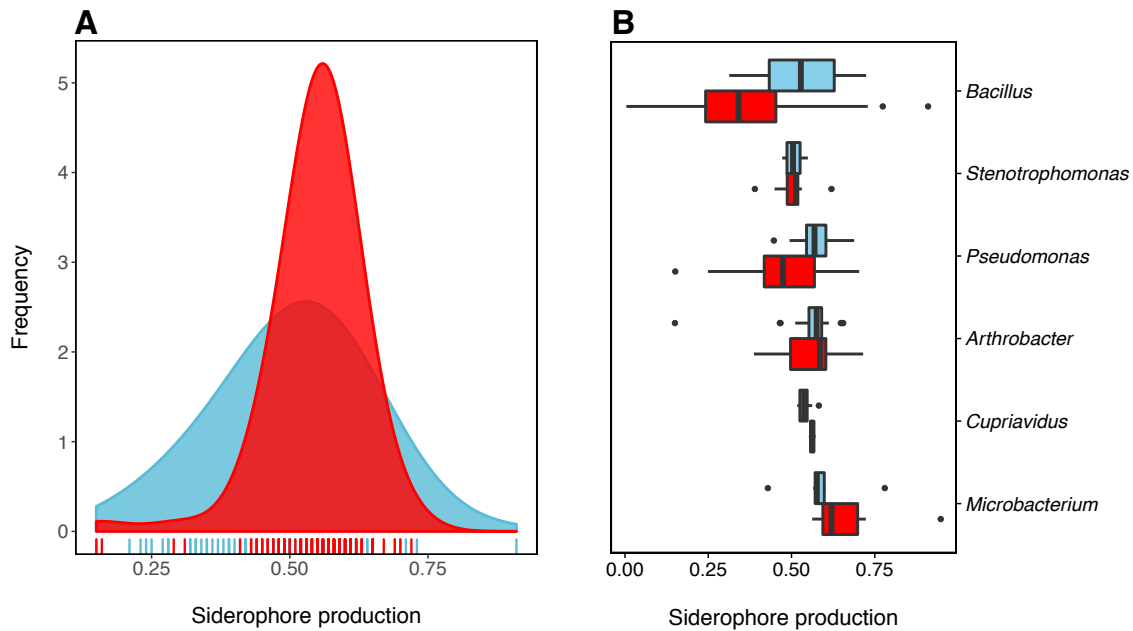 A
Frequency
5
4
3
2
1
0
0.25 0.50 0.75
Siderophore production
B
Bacillus
Stenotrophomonas
Pseudomonas
Arthrobacter
Cupriavidus
Microbacterium
0.00 0.25 0.50 0.75
Siderophore production